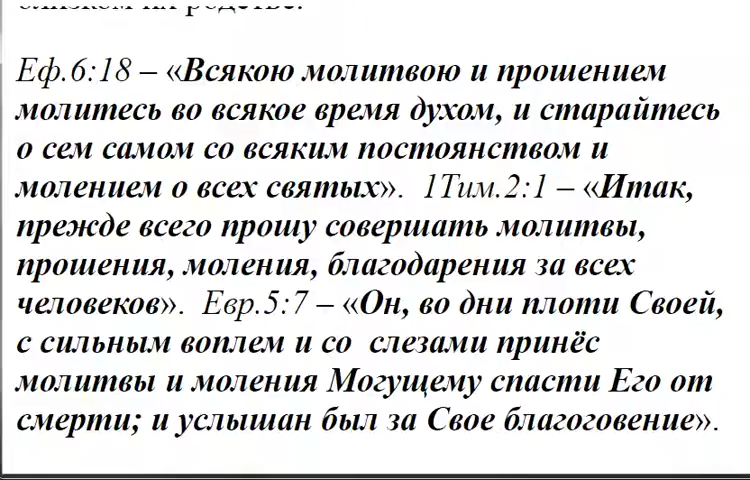 Еф.6:18 – «Всякою молитвою и прошением
молитесь во всякое время духом, и старайтесь
о сем самом со всяким постоянством и
молением о всех святых». 1Тим.2:1 – «Итак,
прежде всего прошу совершать молитвы,
прошения, моления, благодарения за всех
человеков». Евр.5:7 – «Он, во дни плоти Своей,
с сильным воплем и со слезами принёс
молитвы и моления Могущему спасти Его от
смерти; и услышан был за Свое благоговение».